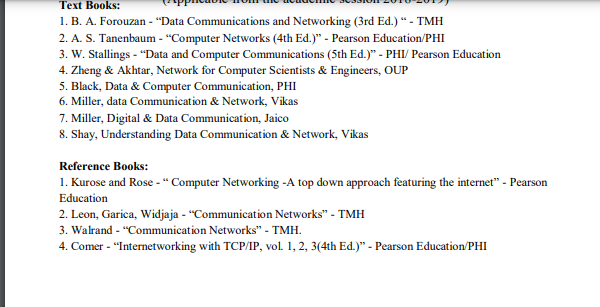 (Applicable from the academic session 2018-2019)
Text Books:
1. B. A. Forouzan - “Data Communications and Networking (3rd Ed.) “ - TMH
2. A. S. Tanenbaum - “Computer Networks (4th Ed.)” - Pearson Education/PHI
3. W. Stallings - “Data and Computer Communications (5th Ed.)” - PHI/ Pearson Education
4. Zheng & Akhtar, Network for Computer Scientists & Engineers, OUP
5. Black, Data & Computer Communication, PHI
6. Miller, data Communication & Network, Vikas
7. Miller, Digital & Data Communication, Jaico
8. Shay, Understanding Data Communication & Network, Vikas
Reference Books:
1. Kurose and Rose - “ Computer Networking -A top down approach featuring the internet” - Pearson
Education
2. Leon, Garica, Widjaja - “Communication Networks” - TMH
3. Walrand - “Communication Networks” - TMH.
4. Comer - “Internetworking with TCP/IP, vol. 1, 2, 3(4th Ed.)” - Pearson Education/PHI